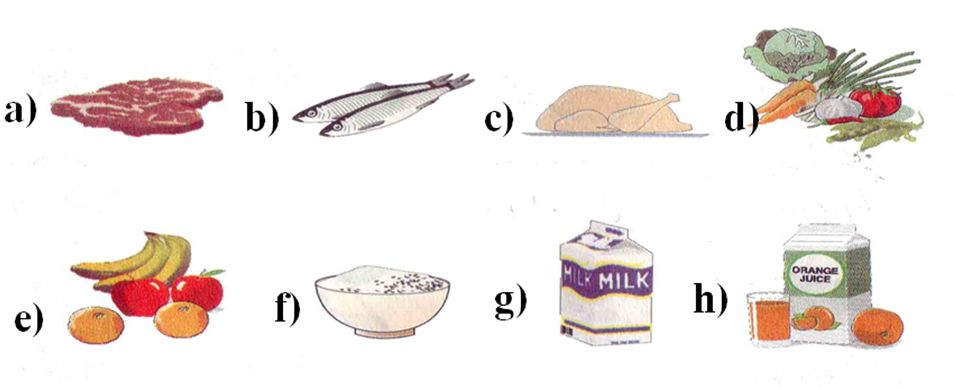 a)
b)
c)
d)
e)
f)
g)
MILK MILK
h)
ORANGE
JUICE